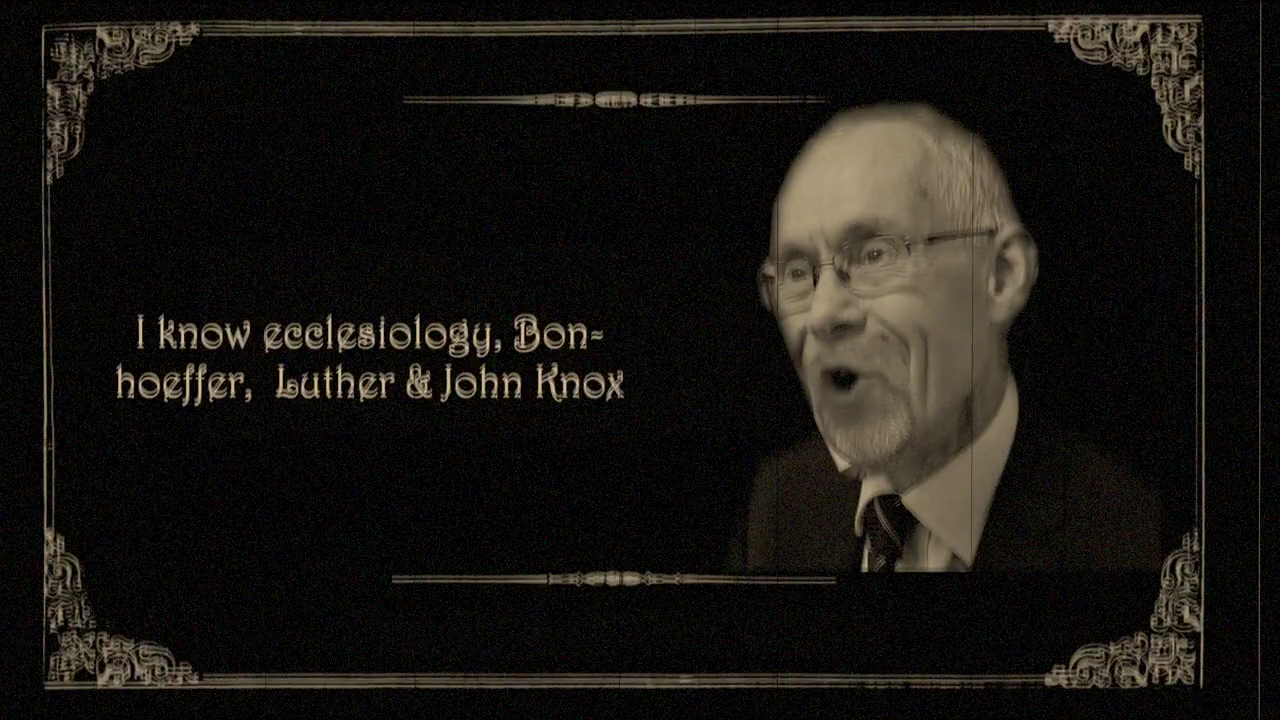 I know ecclesiology, Bon-
hoeffer, Luther & John Knox